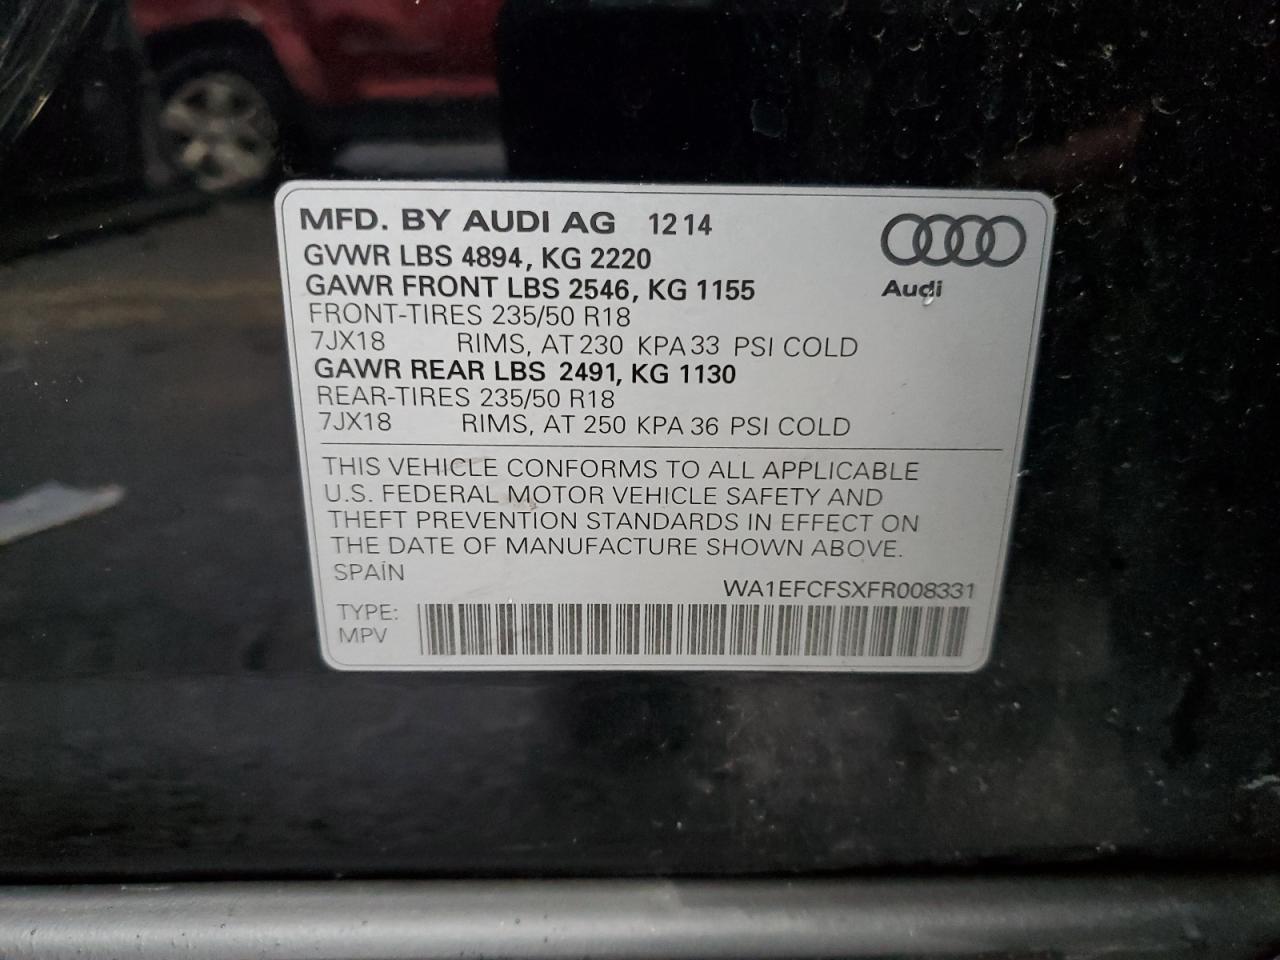 MFD. BY AUDI AG 12 14
GVWR LBS 4894, KG 2220
GAWR FRONT LBS 2546, KG 1155
FRONT-TIRES 235/50 R18
7JX18 RIMS, AT 230 KPA 33 PSI COLD
GAWR REAR LBS 2491, KG 1130
REAR-TIRES 235/50 R18
7JX18 RIMS, AT 250 KPA 36 PSI COLD
Audi
THIS VEHICLE CONFORMS TO ALL APPLICABLE
U.S. FEDERAL MOTOR VEHICLE SAFETY AND
THEFT PREVENTION STANDARDS IN EFFECT ON
THE DATE OF MANUFACTURE SHOWN ABOVE.
SPAÍN
WA1EFCFSXFR008331
TYPE:
MPV